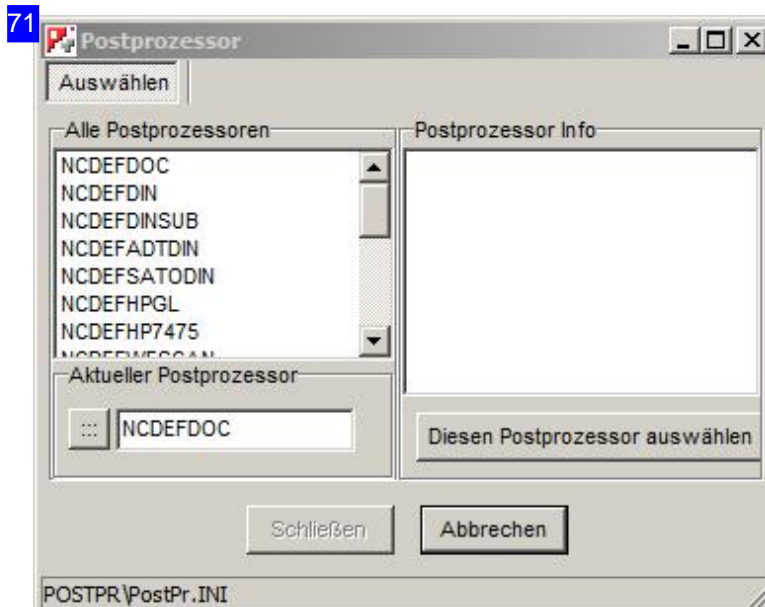 71
Postprozessor
Auswählen
Alle Postprozessoren
NCDEFDOC
NCDEFDIN
NCDEFDINSUB
NCDEFADTDIN
NCDEFSATODIN
NCDEFHPGL
NCDEFHP7475
Aktueller Postprozessor
::: NCDEFDOC
Postprozessor Info
Diesen Postprozessor auswählen
Schließen
Abbrechen
POSTPR\PostPr.INI